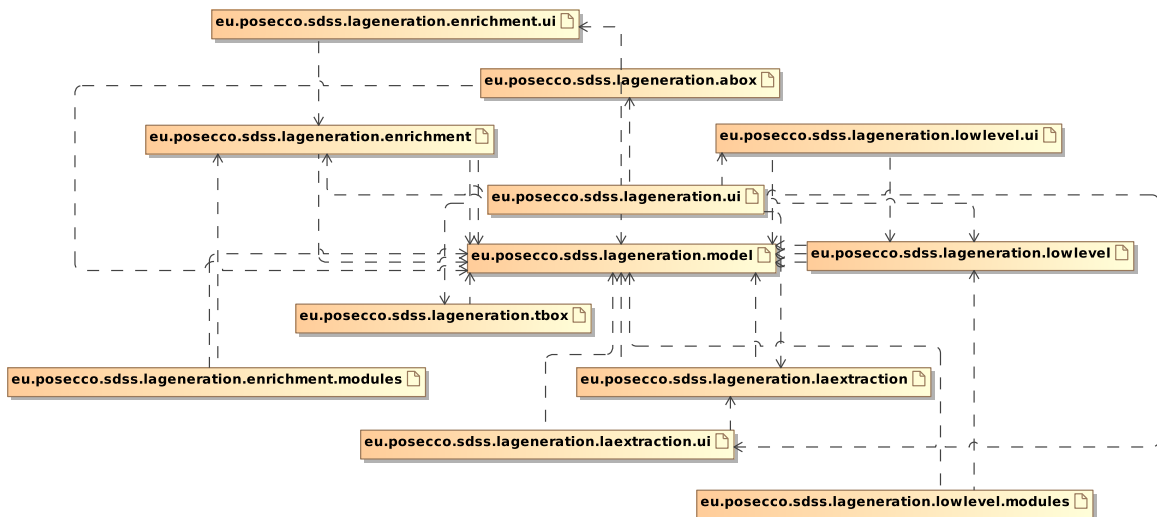 eu.posecco.sdss.lageneration.enrichment.ui
eu.posecco.sdss.lageneration.abox
eu.posecco.sdss.lageneration.enrichment
eu.posecco.sdss.lageneration.lowlevel.ui
eu.posecco.sdss.lageneration.ui
eu.posecco.sdss.lageneration.model
eu.posecco.sdss.lageneration.lowlevel
eu.posecco.sdss.lageneration.tbox
eu.posecco.sdss.lageneration.enrichment.modules
eu.posecco.sdss.lageneration.laextraction
eu.posecco.sdss.lageneration.laextraction.ui
eu.posecco.sdss.lageneration.lowlevel.modules